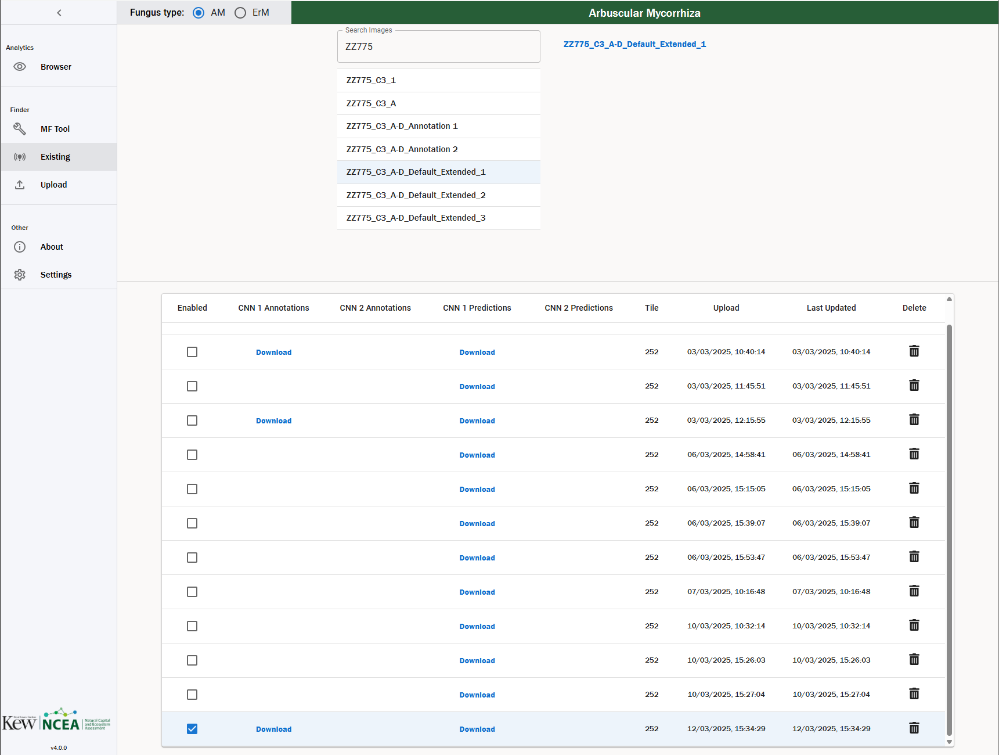 Fungus type: AM ErM
Arbuscular Mycorrhiza
Analytics
Browser
Finder
MF Tool
Existing
Upload
Other
About
Settings
Search Images
ZZ775
ZZ775_C3_A-D_Default_Extended_1
ZZ775_C3_1
ZZ775_C3_A
ZZ775_C3_A-D_Annotation 1
ZZ775_C3_A-D_Annotation 2
ZZ775_C3_A-D_Default_Extended_1
ZZ775_C3_A-D_Default_Extended_2
ZZ775_C3_A-D_Default_Extended_3
Enabled CNN 1 Annotations CNN 2 Annotations CNN 1 Predictions CNN 2 Predictions Tile Upload Last Updated Delete
Download Download 252 03/03/2025, 10:40:14 03/03/2025, 10:40:14
Download 252 03/03/2025, 11:45:51 03/03/2025, 11:45:51
Download Download 252 03/03/2025, 12:15:55 03/03/2025, 12:15:55
Download 252 06/03/2025, 14:58:41 06/03/2025, 14:58:41
Download 252 06/03/2025, 15:15:05 06/03/2025, 15:15:05
Download 252 06/03/2025, 15:39:07 06/03/2025, 15:39:07
Download 252 06/03/2025, 15:53:47 06/03/2025, 15:53:47
Download 252 07/03/2025, 10:16:48 07/03/2025, 10:16:48
Download 252 10/03/2025, 10:32:14 10/03/2025, 10:32:14
Download 252 10/03/2025, 15:26:03 10/03/2025, 15:26:03
Download 252 10/03/2025, 15:27:04 10/03/2025, 15:27:04
Download Download 252 12/03/2025, 15:34:29 12/03/2025, 15:34:29
Kew NCEA
Natural Capital
and Ecosystem
Assessment
v4.0.0